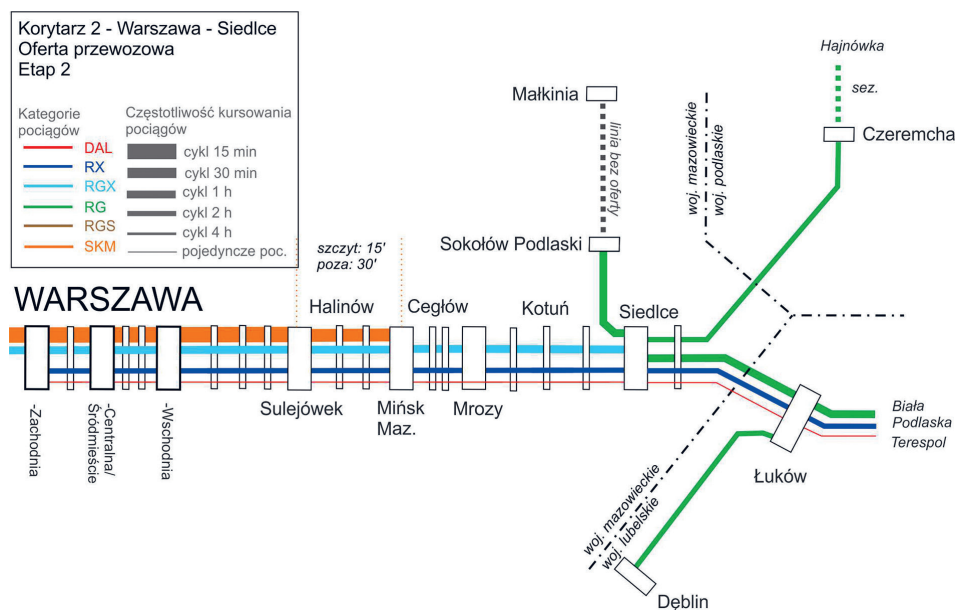 Korytarz 2 - Warszawa - Siedlce
Oferta przewozowa
Etap 2
Kategorie
pociągów
DAL
RX
RGX
RG
RGS
SKM
Częstotliwość kursowania
pociągów
cykl 15 min
cykl 30 min
cykl 1 h
cykl 2 h
cykl 4 h
pojedyncze poc.
Hajnówka
sez.
Czeremcha
Małkinia
linia bez oferty
Sokołów Podlaski
woj. mazowieckie
woj. podlaskie
szczyt: 15'
poza: 30'
WARSZAWA
Halinów
Cegłów
Kotuń
Siedlce
-Zachodnia
-Centralna/
Śródmieście
-Wschodnia
Sulejówek
Mińsk
Maz.
Mrozy
Biała
Podlaska
Terespol
Łuków
woj. mazowieckie
woj. lubelskie
Dęblin